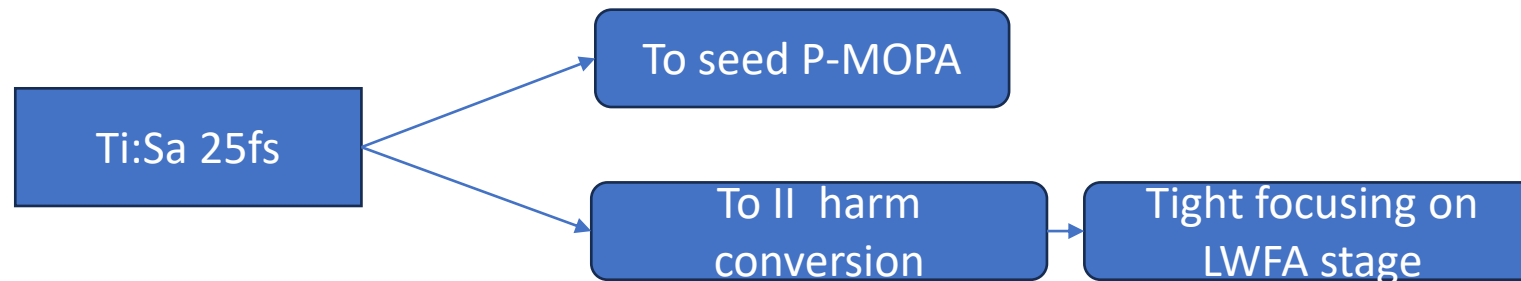 To seed P-MOPA
Ti:Sa 25fs
To II harm
conversion
Tight focusing on
LWFA stage